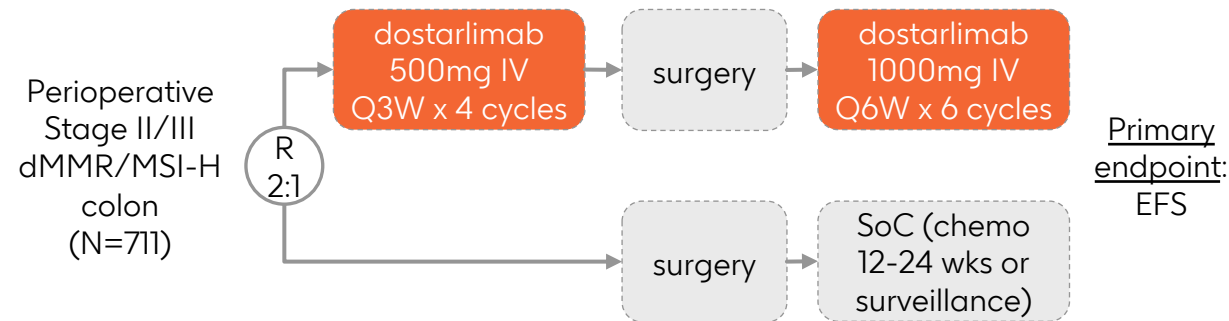 Perioperative
Stage II/III
dMMR/MSI-H
colon
(N=711)
R
2:1
dostarlimab
500mg IV
Q3W x 4 cycles
surgery
dostarlimab
1000mg IV
Q6W x 6 cycles
surgery
SoC (chemo
12-24 wks or
surveillance)
Primary
endpoint:
EFS